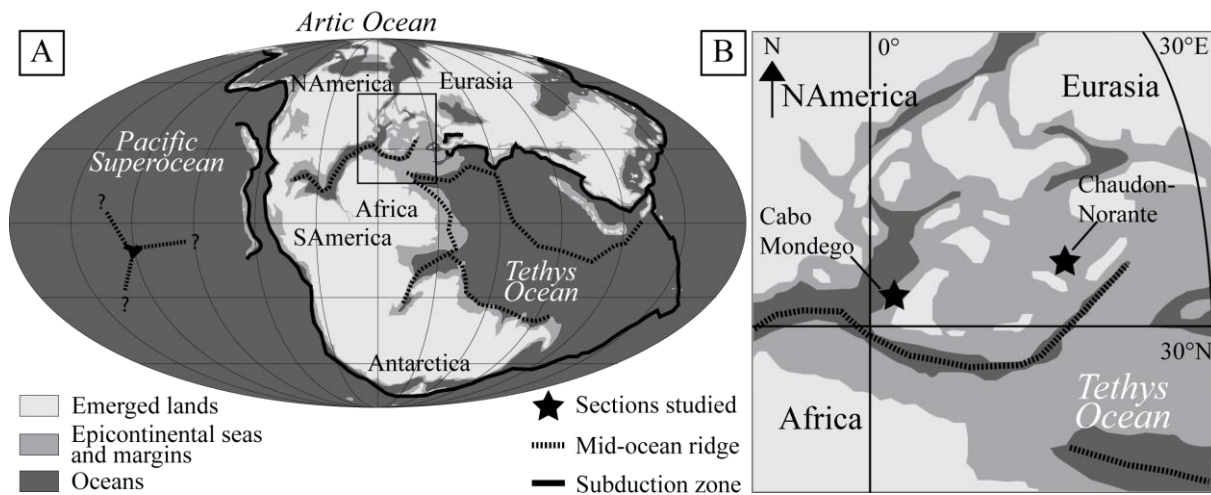 A
Artic Ocean
NAmerica
Eurasia
Pacific
Superocean
?
?
?
Africa
SAmerica
Tethys
Ocean
Antarctica
Emerged lands
Epicontinental seas
and margins
Oceans
Sections studied
Mid-ocean ridge
Subduction zone
B
N
0°
30°E
NAmerica
Eurasia
Chaudon-
Norante
Cabo
Mondego
30°N
Africa
Tethys
Ocean